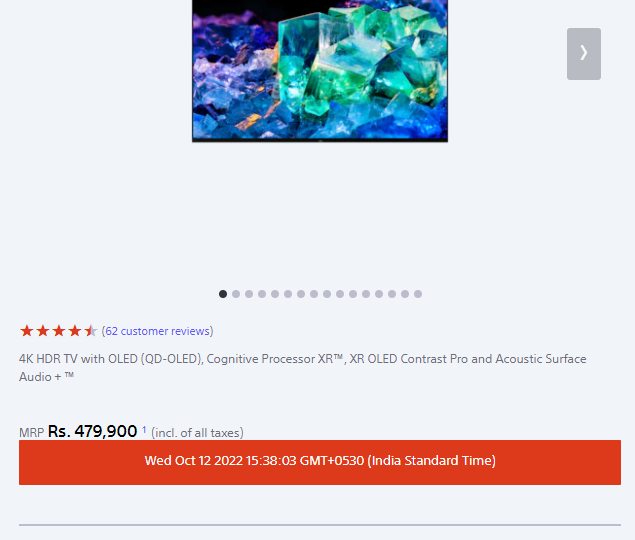 (62 customer reviews)
4K HDR TV with OLED (QD-OLED), Cognitive Processor XR™, XR OLED Contrast Pro and Acoustic Surface
Audio + ™
MRP Rs. 479,900 ¹ (incl. of all taxes)
Wed Oct 12 2022 15:38:03 GMT+0530 (India Standard Time)